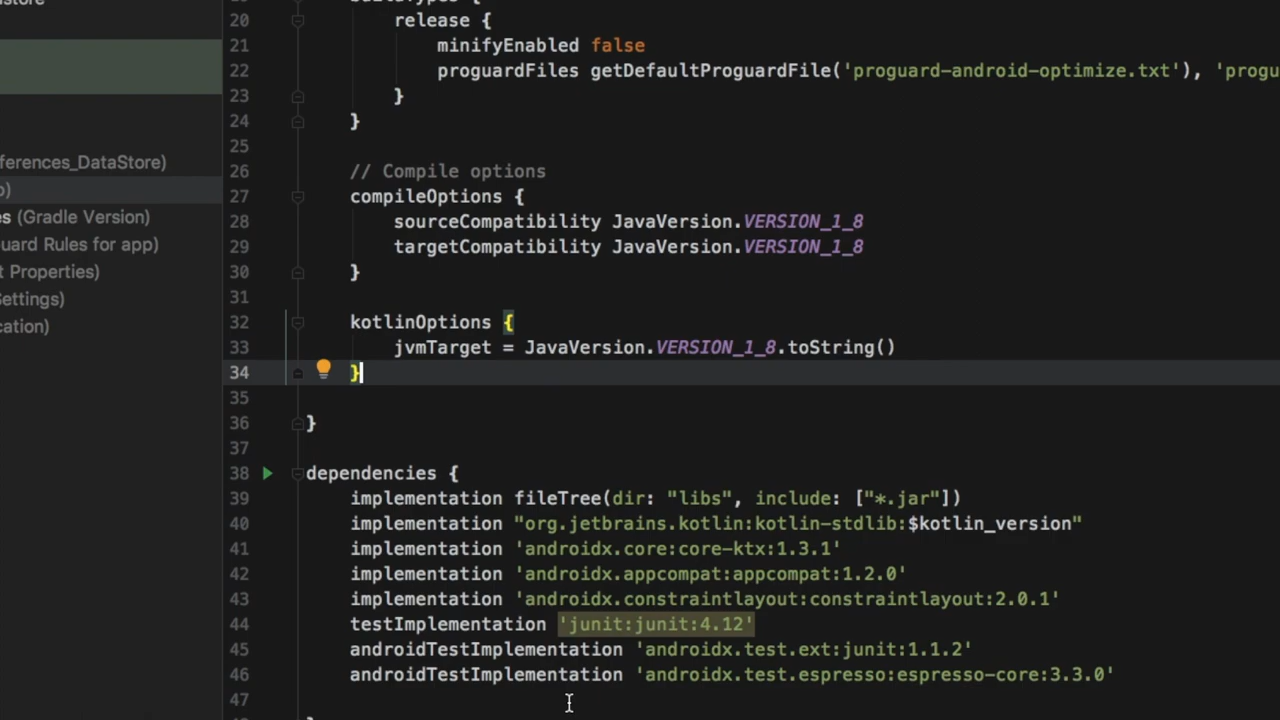 store
20 release {
21 minifyEnabled false
22 proguardFiles getDefaultProguardFile('proguard-android-optimize.txt'), 'progu
23 }
24 }
25
ferences_DataStore)
26 // Compile options
p)
27 compileOptions {
es (Gradle Version)
28 sourceCompatibility JavaVersion.VERSION_1_8
uard Rules for app)
29 targetCompatibility JavaVersion.VERSION_1_8
t Properties)
30 }
Settings)
31
cation)
32 kotlinOptions {
33 jvmTarget = JavaVersion.VERSION_1_8.toString()
34 }
35
36 }
37
38 dependencies {
39 implementation fileTree(dir: "libs", include: ["*.jar"])
40 implementation "org.jetbrains.kotlin:kotlin-stdlib:$kotlin_version"
41 implementation 'androidx.core:core-ktx:1.3.1'
42 implementation 'androidx.appcompat:appcompat:1.2.0'
43 implementation 'androidx.constraintlayout:constraintlayout:2.0.1'
44 testImplementation 'junit:junit:4.12'
45 androidTestImplementation 'androidx.test.ext:junit:1.1.2'
46 androidTestImplementation 'androidx.test.espresso:espresso-core:3.3.0'
47